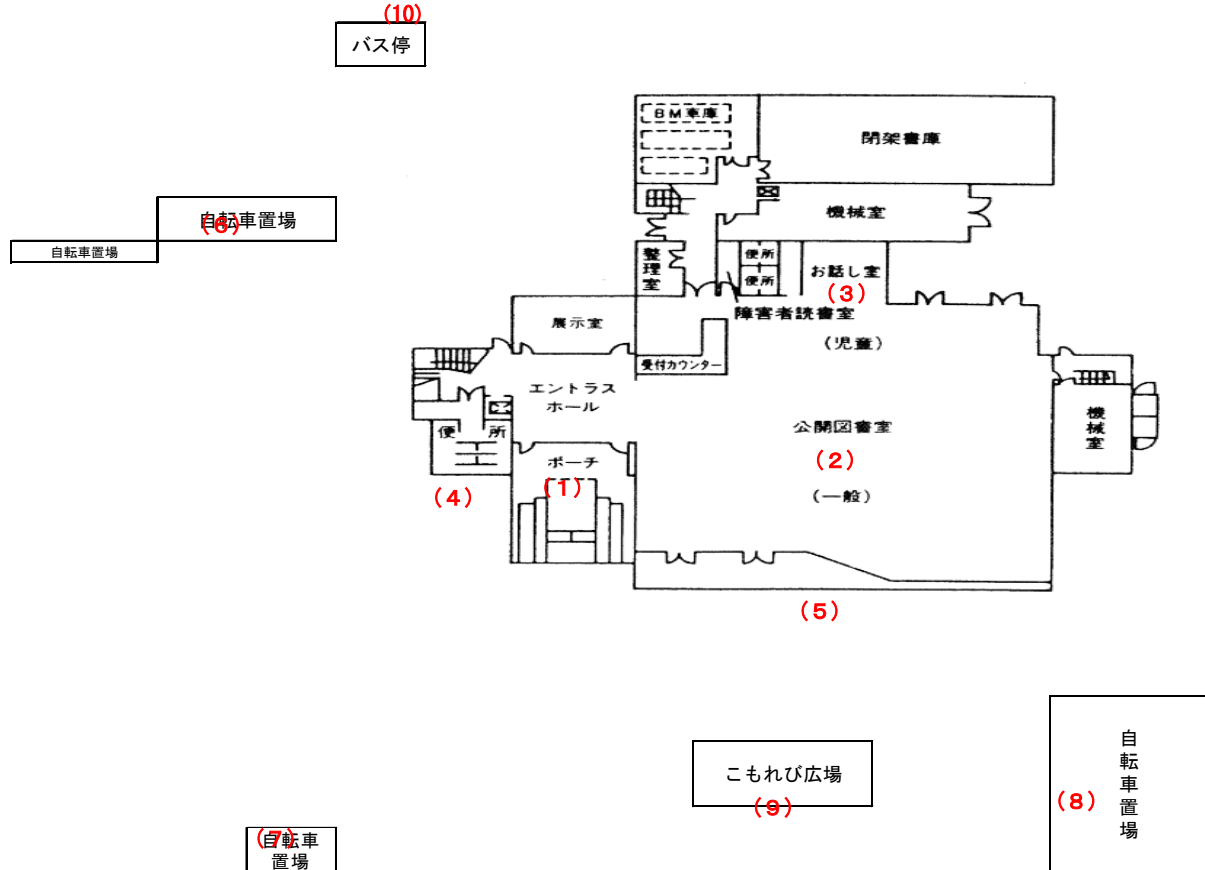 (10)
バス停
BM車庫
閉架書庫
自転車置場
(6)
自転車置場
機械室
整理室
便所
便所
お話し室
(3)
障害者読書室
展示室
(児童)
受付カウンター
エントラス
ホール
公開図書室
(2)
機械室
便所
ポーチ
(1)
(4)
(一般)
(5)
こもれび広場
(9)
自転車置場
(8)
(7)
自転車
置場